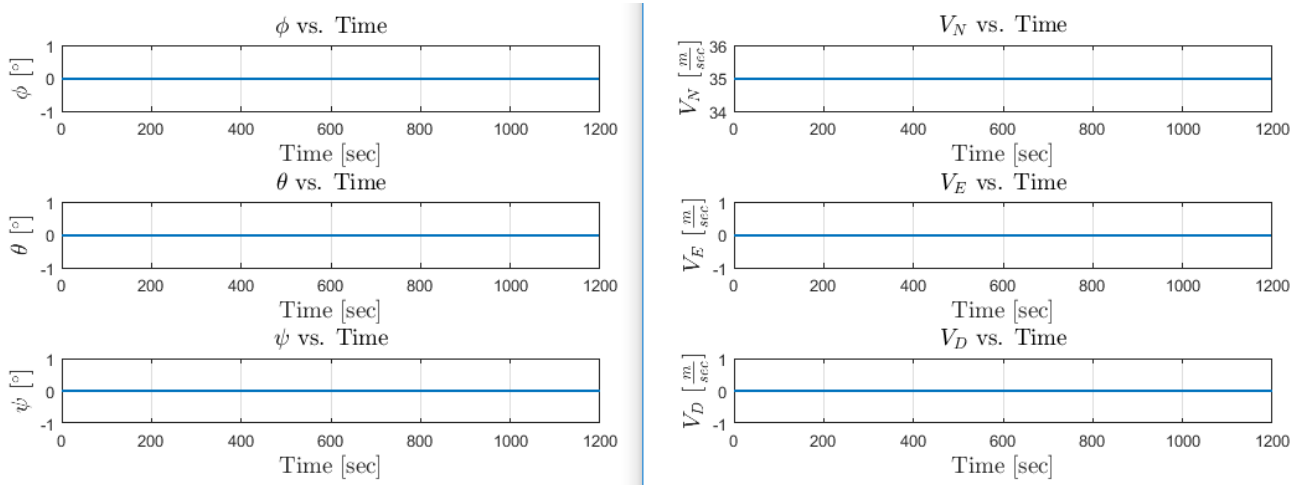 ϕ vs. Time
ϕ [°]
1
0
-1
0 200 400 600 800 1000 1200
Time [sec]
θ vs. Time
θ [°]
1
0
-1
0 200 400 600 800 1000 1200
Time [sec]
ψ vs. Time
ψ [°]
1
0
-1
0 200 400 600 800 1000 1200
Time [sec]
V_N vs. Time
V_N [m/sec]
36
35
34
0 200 400 600 800 1000 1200
Time [sec]
V_E vs. Time
V_E [m/sec]
1
0
-1
0 200 400 600 800 1000 1200
Time [sec]
V_D vs. Time
V_D [m/sec]
1
0
-1
0 200 400 600 800 1000 1200
Time [sec]